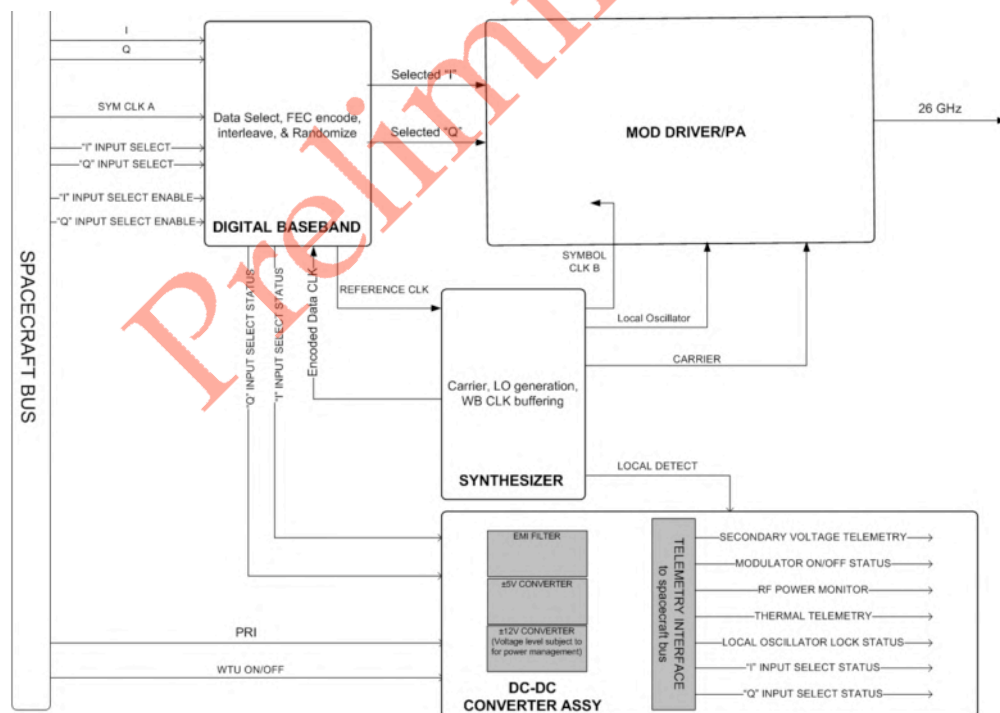 I
Q
SYM CLK A
"I" INPUT SELECT
"Q" INPUT SELECT
"I" INPUT SELECT ENABLE
"Q" INPUT SELECT ENABLE
SPACECRAFT BUS
Data Select, FEC encode,
interleave, & Randomize
DIGITAL BASEBAND
Selected "I"
Selected "Q"
MOD DRIVER/PA
26 GHz
SYMBOL
CLK B
Local Oscillator
CARRIER
REFERENCE CLK
Encoded Data CLK
"I" INPUT SELECT STATUS
"Q" INPUT SELECT STATUS
Carrier, LO generation,
WB CLK buffering
SYNTHESIZER
LOCAL DETECT
PRI
WTU ON/OFF
EMI FILTER
±5V CONVERTER
±12V CONVERTER
(Voltage level subject to
for power management)
DC-DC
CONVERTER ASSY
TELEMETRY INTERFACE
to spacecraft bus
SECONDARY VOLTAGE TELEMETRY
MODULATOR ON/OFF STATUS
RF POWER MONITOR
THERMAL TELEMETRY
LOCAL OSCILLATOR LOCK STATUS
"I" INPUT SELECT STATUS
"Q" INPUT SELECT STATUS
Prelimi